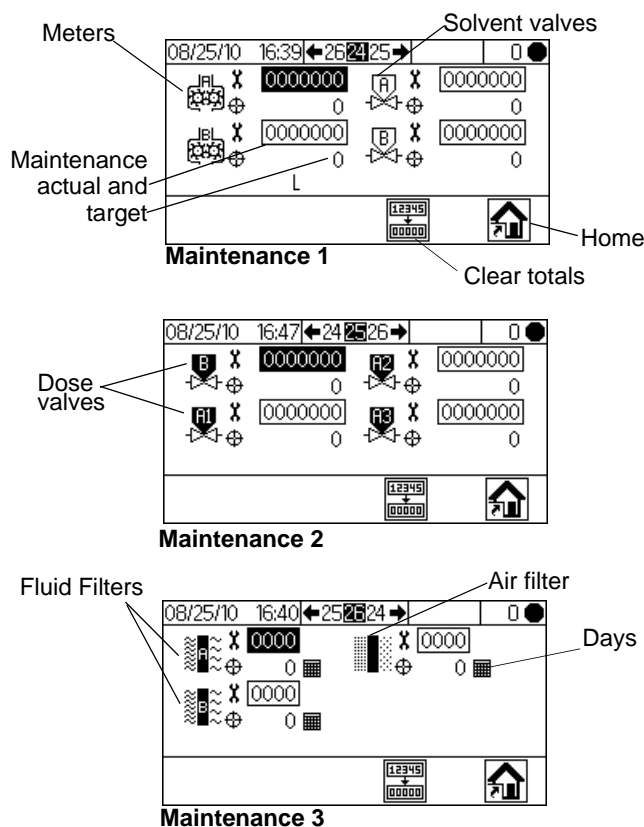 Meters
Solvent valves
08/25/10 16:39 26 24 25 0
A 0000000 A 0000000
0 0
B 0000000 B 0000000
0 0
L
Maintenance
actual and
target
12345
00000
Home
Maintenance 1
Clear totals
08/25/10 16:47 24 25 26 0
B 0000000 A2 0000000
0 0
A1 0000000 A3 0000000
0 0
Dose
valves
12345
00000
Maintenance 2
Fluid Filters
Air filter
08/25/10 16:40 25 26 24 0
A 0000 0000
0 0
B 0000
0
Days
12345
00000
Maintenance 3